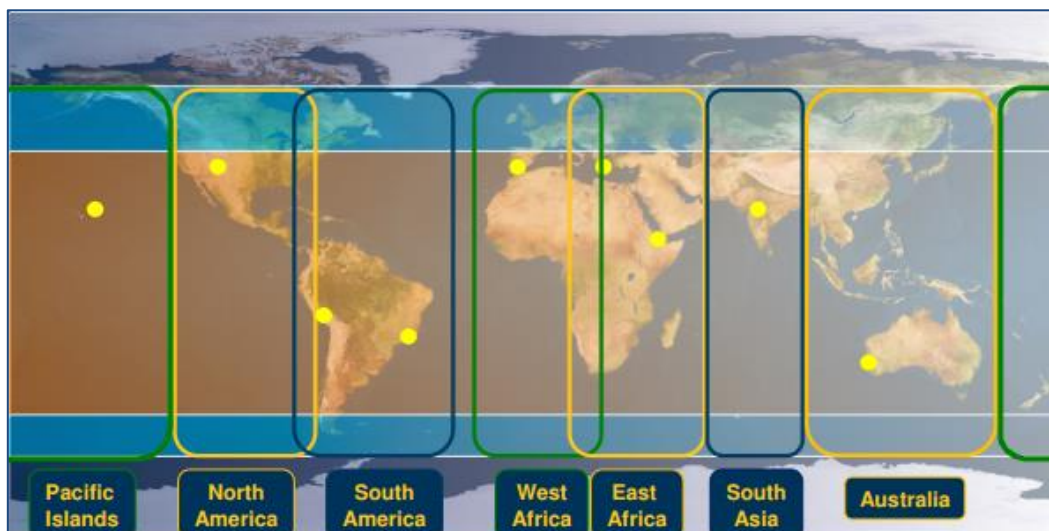 Pacific
Islands
North
America
South
America
West
Africa
East
Africa
South
Asia
Australia